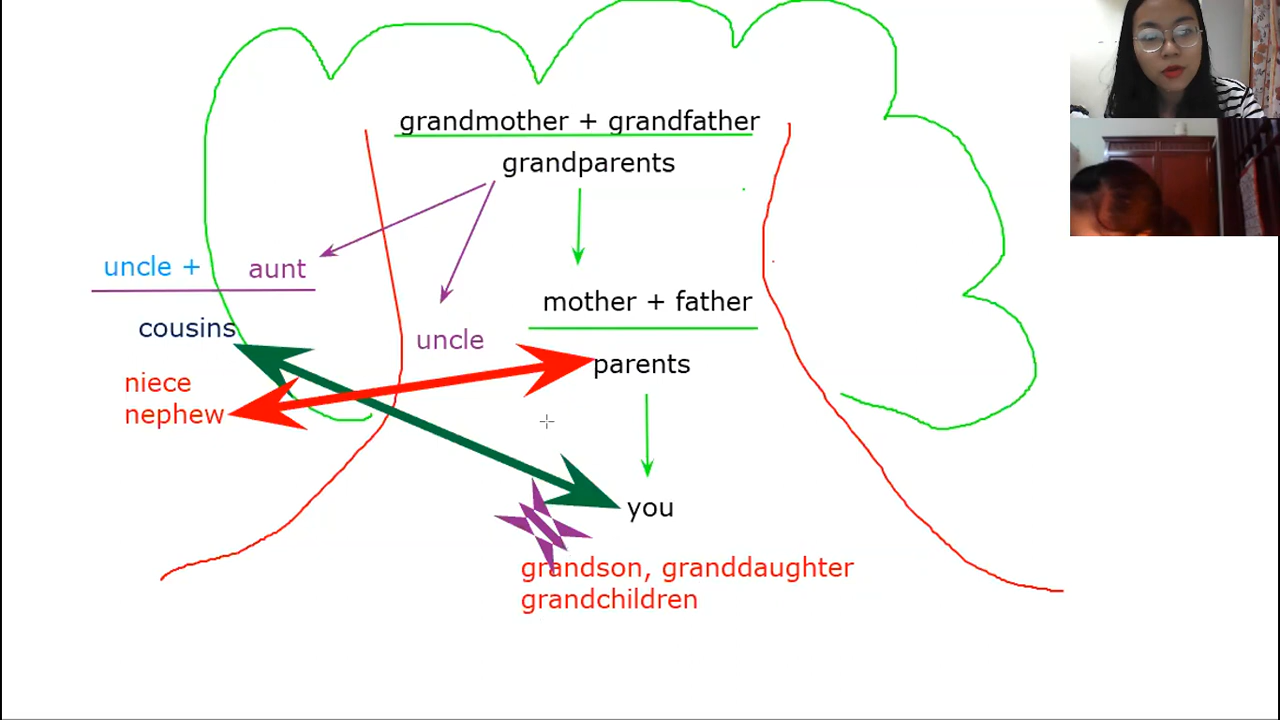 grandmother + grandfather
grandparents
uncle + aunt
mother + father
cousins
uncle
parents
niece
nephew
you
grandson, granddaughter
grandchildren